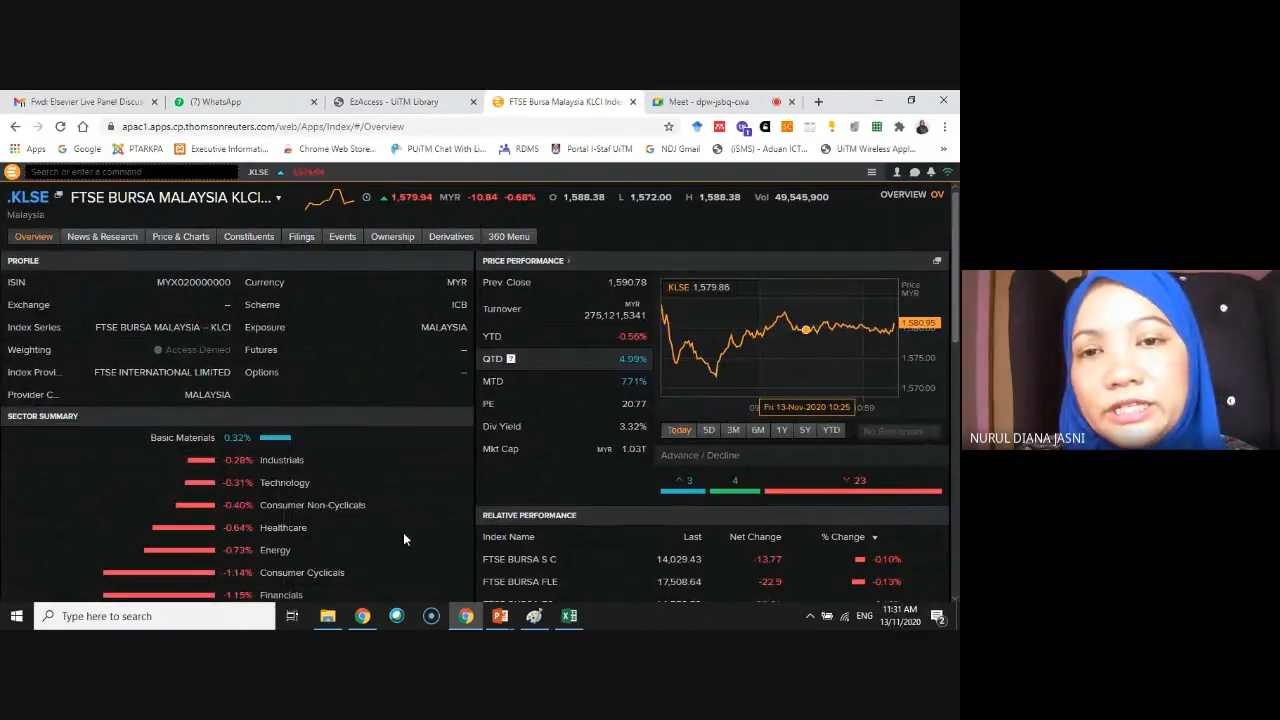 Fwd: Elsevier Live Panel Discus
(7) WhatsApp
EzAccess - UiTM Library
FTSE Bursa Malaysia KLCI Inde
Meet - dpw-jsbq-cwa
apac1.apps.cp.thomsonreuters.com/web/Apps/Index/#/Overview
Apps Google PTARKPA Executive Informati... Chrome Web Store... PUiTM Chat With Li... RDMS Portal I-Staf UiTM NDJ Gmail (iSMS) - Aduan ICT... UiTM Wireless Appl...
Search or enter a command .KLSE 1,579.94
.KLSE FTSE BURSA MALAYSIA KLCI... 1,579.94 MYR -10.84 -0.68% O 1,588.38 L 1,572.00 H 1,588.38 Vol 49,545,900 OVERVIEW OV
Malaysia
Overview News & Research Price & Charts Constituents Filings Events Ownership Derivatives 360 Menu
PROFILE
ISIN MYX020000000 Currency MYR
Exchange -- Scheme ICB
Index Series FTSE BURSA MALAYSIA – KLCI Exposure MALAYSIA
Weighting Access Denied Futures --
Index Provi... FTSE INTERNATIONAL LIMITED Options --
Provider C... MALAYSIA
SECTOR SUMMARY
Basic Materials 0.32%
-0.28% Industrials
-0.31% Technology
-0.40% Consumer Non-Cyclicals
-0.64% Healthcare
-0.73% Energy
-1.14% Consumer Cyclicals
-1.15% Financials
PRICE PERFORMANCE
Prev. Close 1,590.78
Turnover MYR 275,121,5341
YTD -0.56%
QTD ? 4.99%
MTD 7.71%
PE 20.77
Div Yield 3.32%
Mkt Cap MYR 1.03T
KLSE 1,579.86
Price
MYR
1,580.95
1,575.00
1,570.00
Fri 13-Nov-2020 10:25
Today 5D 3M 6M 1Y 5Y YTD
Advance / Decline
3 4 23
RELATIVE PERFORMANCE
Index Name Last Net Change % Change
FTSE BURSA S C 14,029.43 -13.77 -0.10%
FTSE BURSA FLE 17,508.64 -22.9 -0.13%
NURUL DIANA JASNI
Type here to search
ENG
11:31 AM
13/11/2020
2